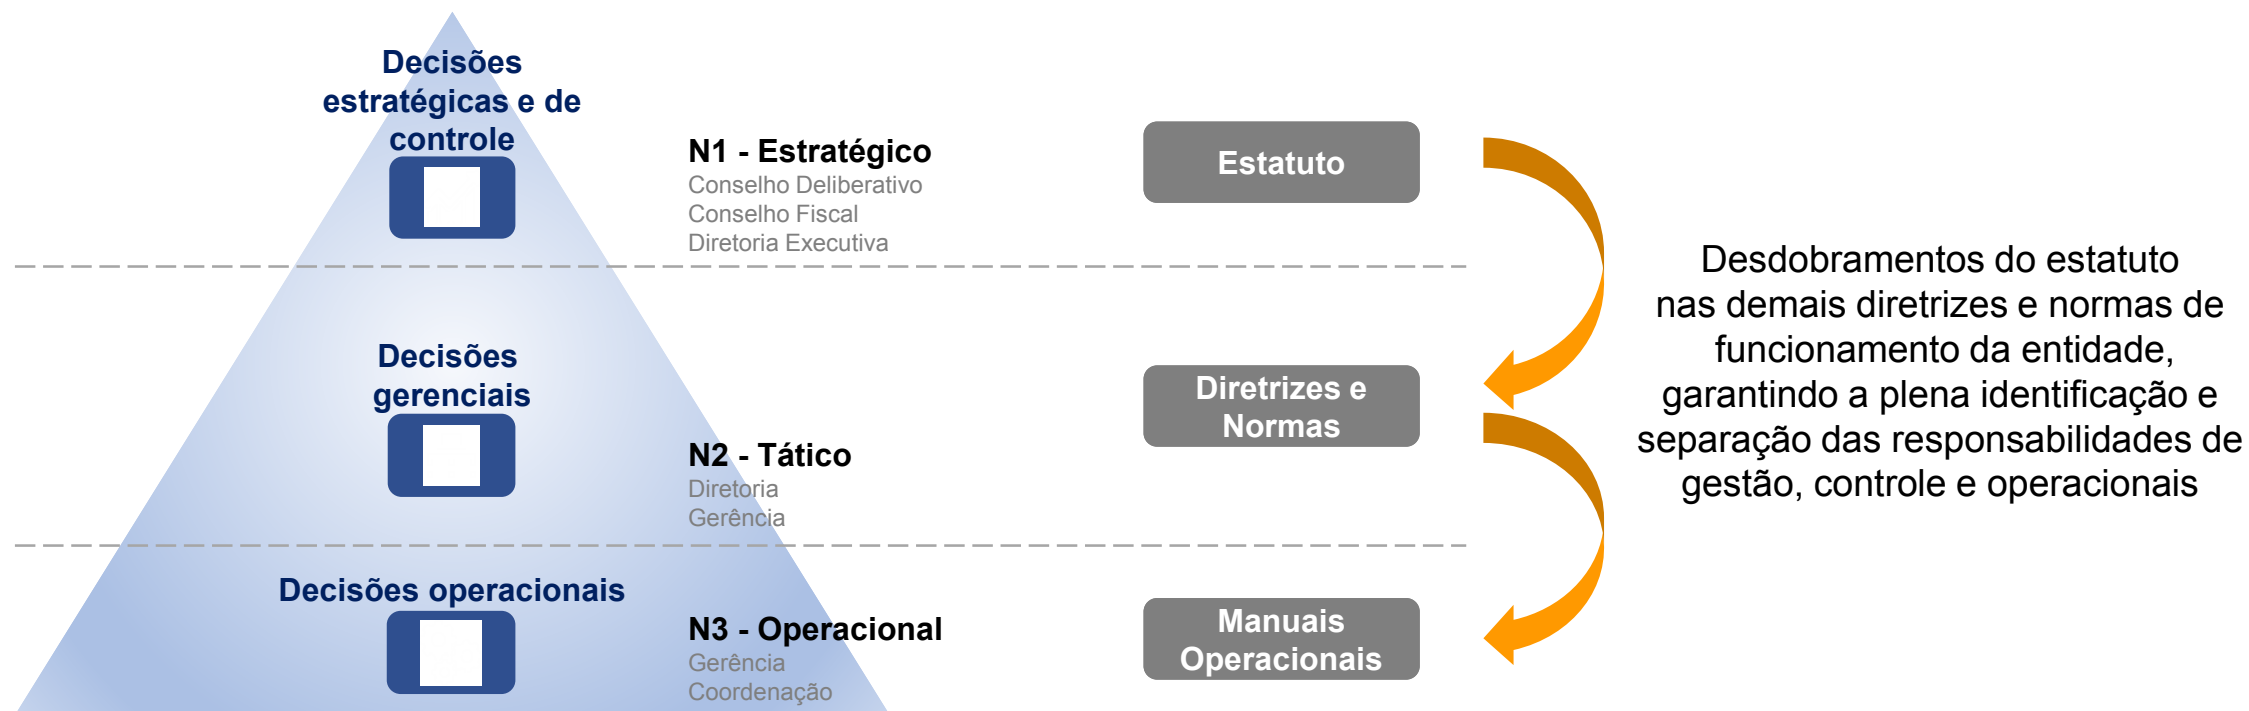 Decisões
estratégicas e de
controle
N1 - Estratégico
Conselho Deliberativo
Conselho Fiscal
Diretoria Executiva
Estatuto
Decisões
gerenciais
N2 - Tático
Diretoria
Gerência
Diretrizes e
Normas
Decisões operacionais
N3 - Operacional
Gerência
Coordenação
Manuais
Operacionais
Desdobramentos do estatuto
nas demais diretrizes e normas de
funcionamento da entidade,
garantindo a plena identificação e
separação das responsabilidades de
gestão, controle e operacionais